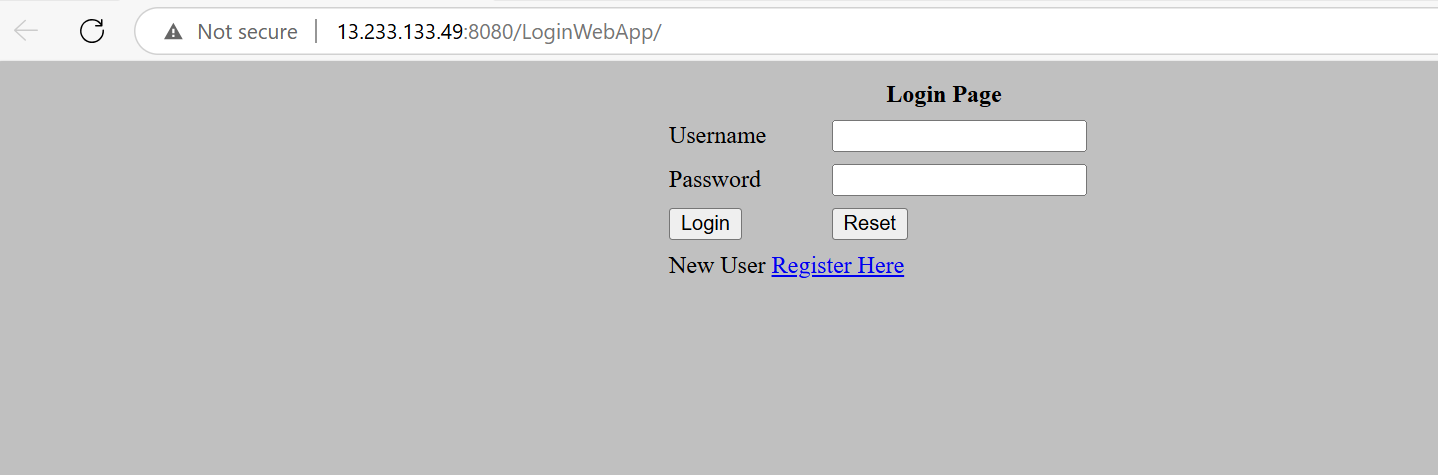 Not secure 13.233.133.49:8080/LoginWebApp/
Login Page
Username
Password
Login Reset
New User Register Here